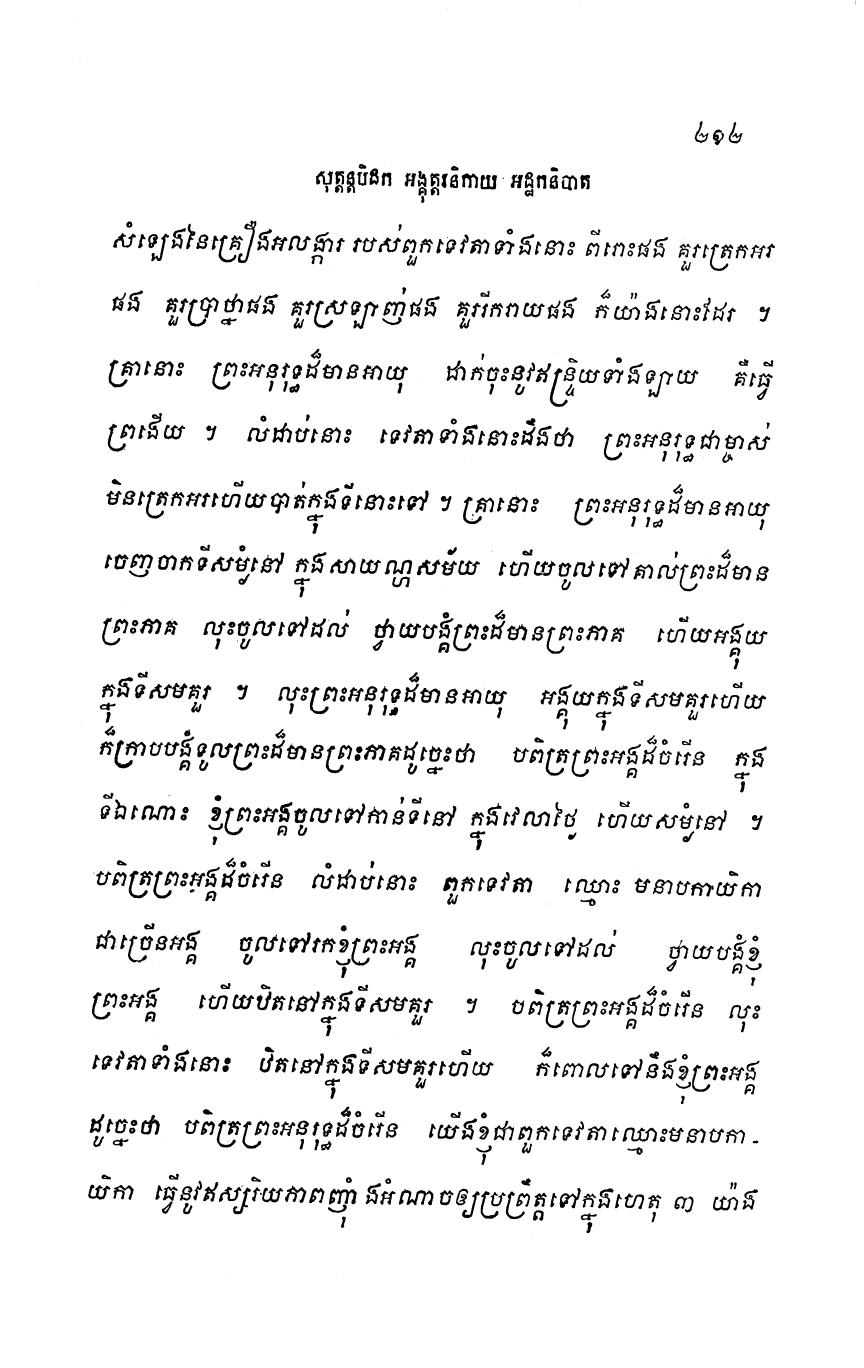 ២១២
សុត្តន្តបិដក អង្គុត្តរនិកាយ អដ្ឋកនិបាត
សំឡេងនៃគ្រឿងអលង្ការ របស់ពួកទេវតាទាំងនោះ ពីរោះផង គួរត្រេកអរ
ផង គួរប្រាថ្នាផង គួរស្រឡាញ់ផង គួររីករាយផង ក៏យ៉ាងនោះដែរ ។
គ្រានោះ ព្រះអនុរុទ្ធដ៏មានអាយុ ដាក់ចុះនូវឥន្ទ្រិយទាំងឡាយ គឺធ្វើ
ព្រងើយ ។ លំដាប់នោះ ទេវតាទាំងនោះដឹងថា ព្រះអនុរុទ្ធជាម្ចាស់
មិនត្រេកអរហើយបាត់ក្នុងទីនោះទៅ ។ គ្រានោះ ព្រះអនុរុទ្ធដ៏មានអាយុ
ចេញចាកទីសម្ងំនៅ ក្នុងសាយណ្ហសម័យ ហើយចូលទៅគាល់ព្រះដ៏មាន
ព្រះភាគ លុះចូលទៅដល់ ថ្វាយបង្គំព្រះដ៏មានព្រះភាគ ហើយអង្គុយ
ក្នុងទីសមគួរ ។ លុះព្រះអនុរុទ្ធដ៏មានអាយុ អង្គុយក្នុងទីសមគួរហើយ
ក៏ក្រាបបង្គំទូលព្រះដ៏មានព្រះភាគដូច្នេះថា បពិត្រព្រះអង្គដ៏ចំរើន ក្នុង
ទីឯណោះ ខ្ញុំព្រះអង្គចូលទៅកាន់ទីនៅ ក្នុងវេលាថ្ងៃ ហើយសម្ងំនៅ ។
បពិត្រព្រះអង្គដ៏ចំរើន លំដាប់នោះ ពួកទេវតា ឈ្មោះ មនាបកាយិកា
ជាច្រើនអង្គ ចូលទៅរកខ្ញុំព្រះអង្គ លុះចូលទៅដល់ ថ្វាយបង្គំខ្ញុំ
ព្រះអង្គ ហើយឋិតនៅក្នុងទីសមគួរ ។ បពិត្រព្រះអង្គដ៏ចំរើន លុះ
ទេវតាទាំងនោះ ឋិតនៅក្នុងទីសមគួរហើយ ក៏ពោលទៅនឹងខ្ញុំព្រះអង្គ
ដូច្នេះថា បពិត្រព្រះអនុរុទ្ធដ៏ចំរើន យើងខ្ញុំជាពួកទេវតាឈ្មោះមនាបកា-
យិកា ធ្វើនូវឥស្សរិយភាពញុំាងអំណាចឲ្យប្រព្រឹត្តទៅក្នុងហេតុ ៣ យ៉ាង